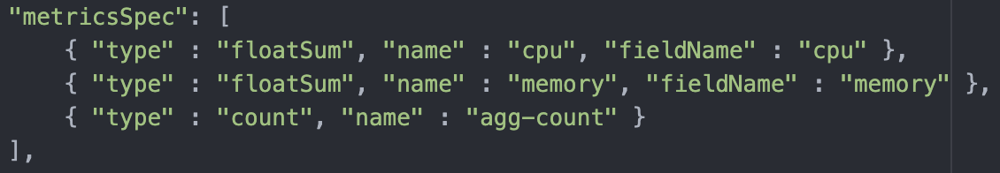 "metricsSpec": [
    { "type" : "floatSum", "name" : "cpu", "fieldName" : "cpu" },
    { "type" : "floatSum", "name" : "memory", "fieldName" : "memory" },
    { "type" : "count", "name" : "agg-count" }
],